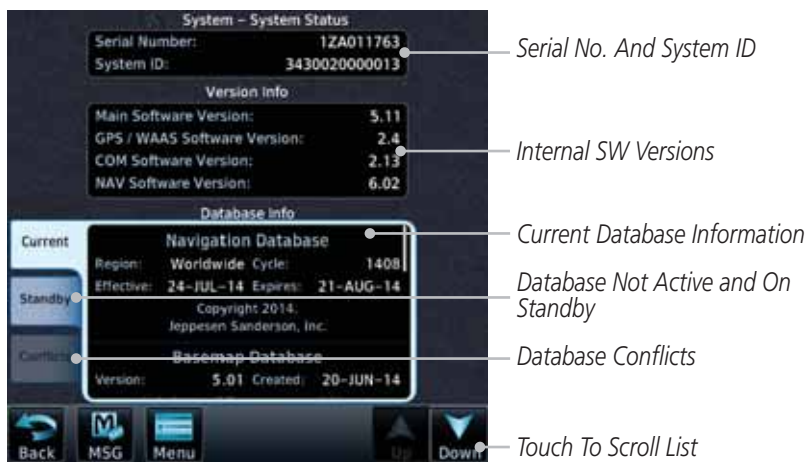 System – System Status
Serial Number: 1ZA011763
System ID: 3430020000013
Serial No. And System ID
Version Info
Main Software Version: 5.11
GPS / WAAS Software Version: 2.4
COM Software Version: 2.13
NAV Software Version: 6.02
Internal SW Versions
Database Info
Current
Navigation Database
Region: Worldwide Cycle: 1408
Effective: 24-JUL-14 Expires: 21-AUG-14
Copyright 2014,
Jeppesen Sanderson, Inc.
Current Database Information
Standby
Database Not Active and On
Standby
Conflicts
Basemap Database
Version: 5.01 Created: 20-JUN-14
Database Conflicts
Back
MSG
Menu
Up
Down
Touch To Scroll List